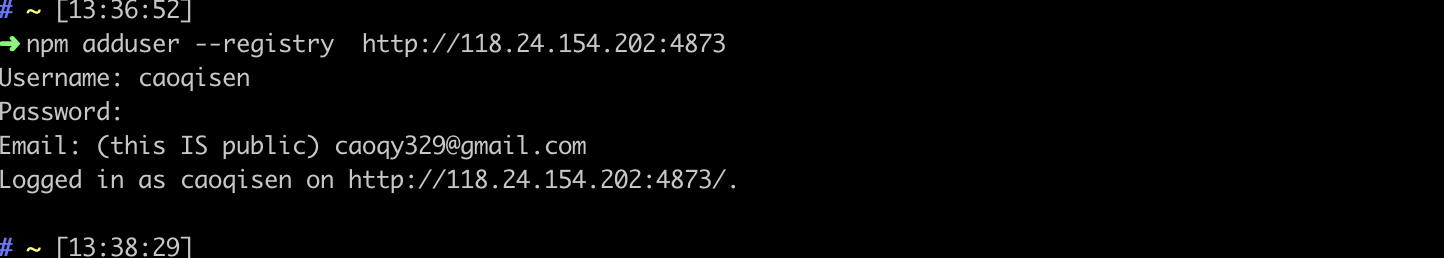 # ~ [13:36:52]
➜ npm adduser --registry  http://118.24.154.202:4873
Username: caoqisen
Password:
Email: (this IS public) caoqy329@gmail.com
Logged in as caoqisen on http://118.24.154.202:4873/.
# ~ [13:38:29]